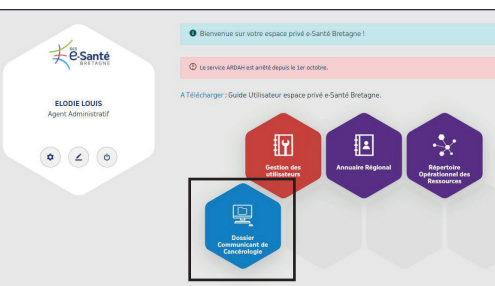 Bienvenue sur votre espace privé e-Santé Bretagne !
e-Santé
BRETAGNE
Le service ARDAH est arrêté depuis le 1er octobre.
A Télécharger : Guide Utilisateur espace privé e-Santé Bretagne.
ELODIE LOUIS
Agent Administratif
Gestion des
utilisateurs
Annuaire Régional
Répertoire
Opérationnel des
Ressources
Dossier
Communicant de
Cancérologie